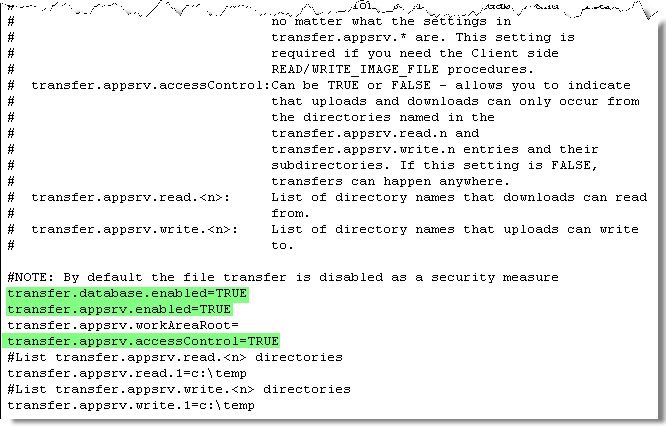 #                                  no matter what the settings in
#                                  transfer.appsrv.* are. This setting is
#                                  required if you need the Client side
#                                  READ/WRITE_IMAGE_FILE procedures.
#  transfer.appsrv.accessControl:Can be TRUE or FALSE - allows you to indicate
#                                  that uploads and downloads can only occur from
#                                  the directories named in the
#                                  transfer.appsrv.read.n and
#                                  transfer.appsrv.write.n entries and their
#                                  subdirectories. If this setting is FALSE,
#                                  transfers can happen anywhere.
#  transfer.appsrv.read.<n>:      List of directory names that downloads can read
#                                  from.
#  transfer.appsrv.write.<n>:     List of directory names that uploads can write
#                                  to.
#
#NOTE: By default the file transfer is disabled as a security measure
transfer.database.enabled=TRUE
transfer.appsrv.enabled=TRUE
transfer.appsrv.workAreaRoot=
transfer.appsrv.accessControl=TRUE
#List transfer.appsrv.read.<n> directories
transfer.appsrv.read.1=c:\temp
#List transfer.appsrv.write.<n> directories
transfer.appsrv.write.1=c:\temp